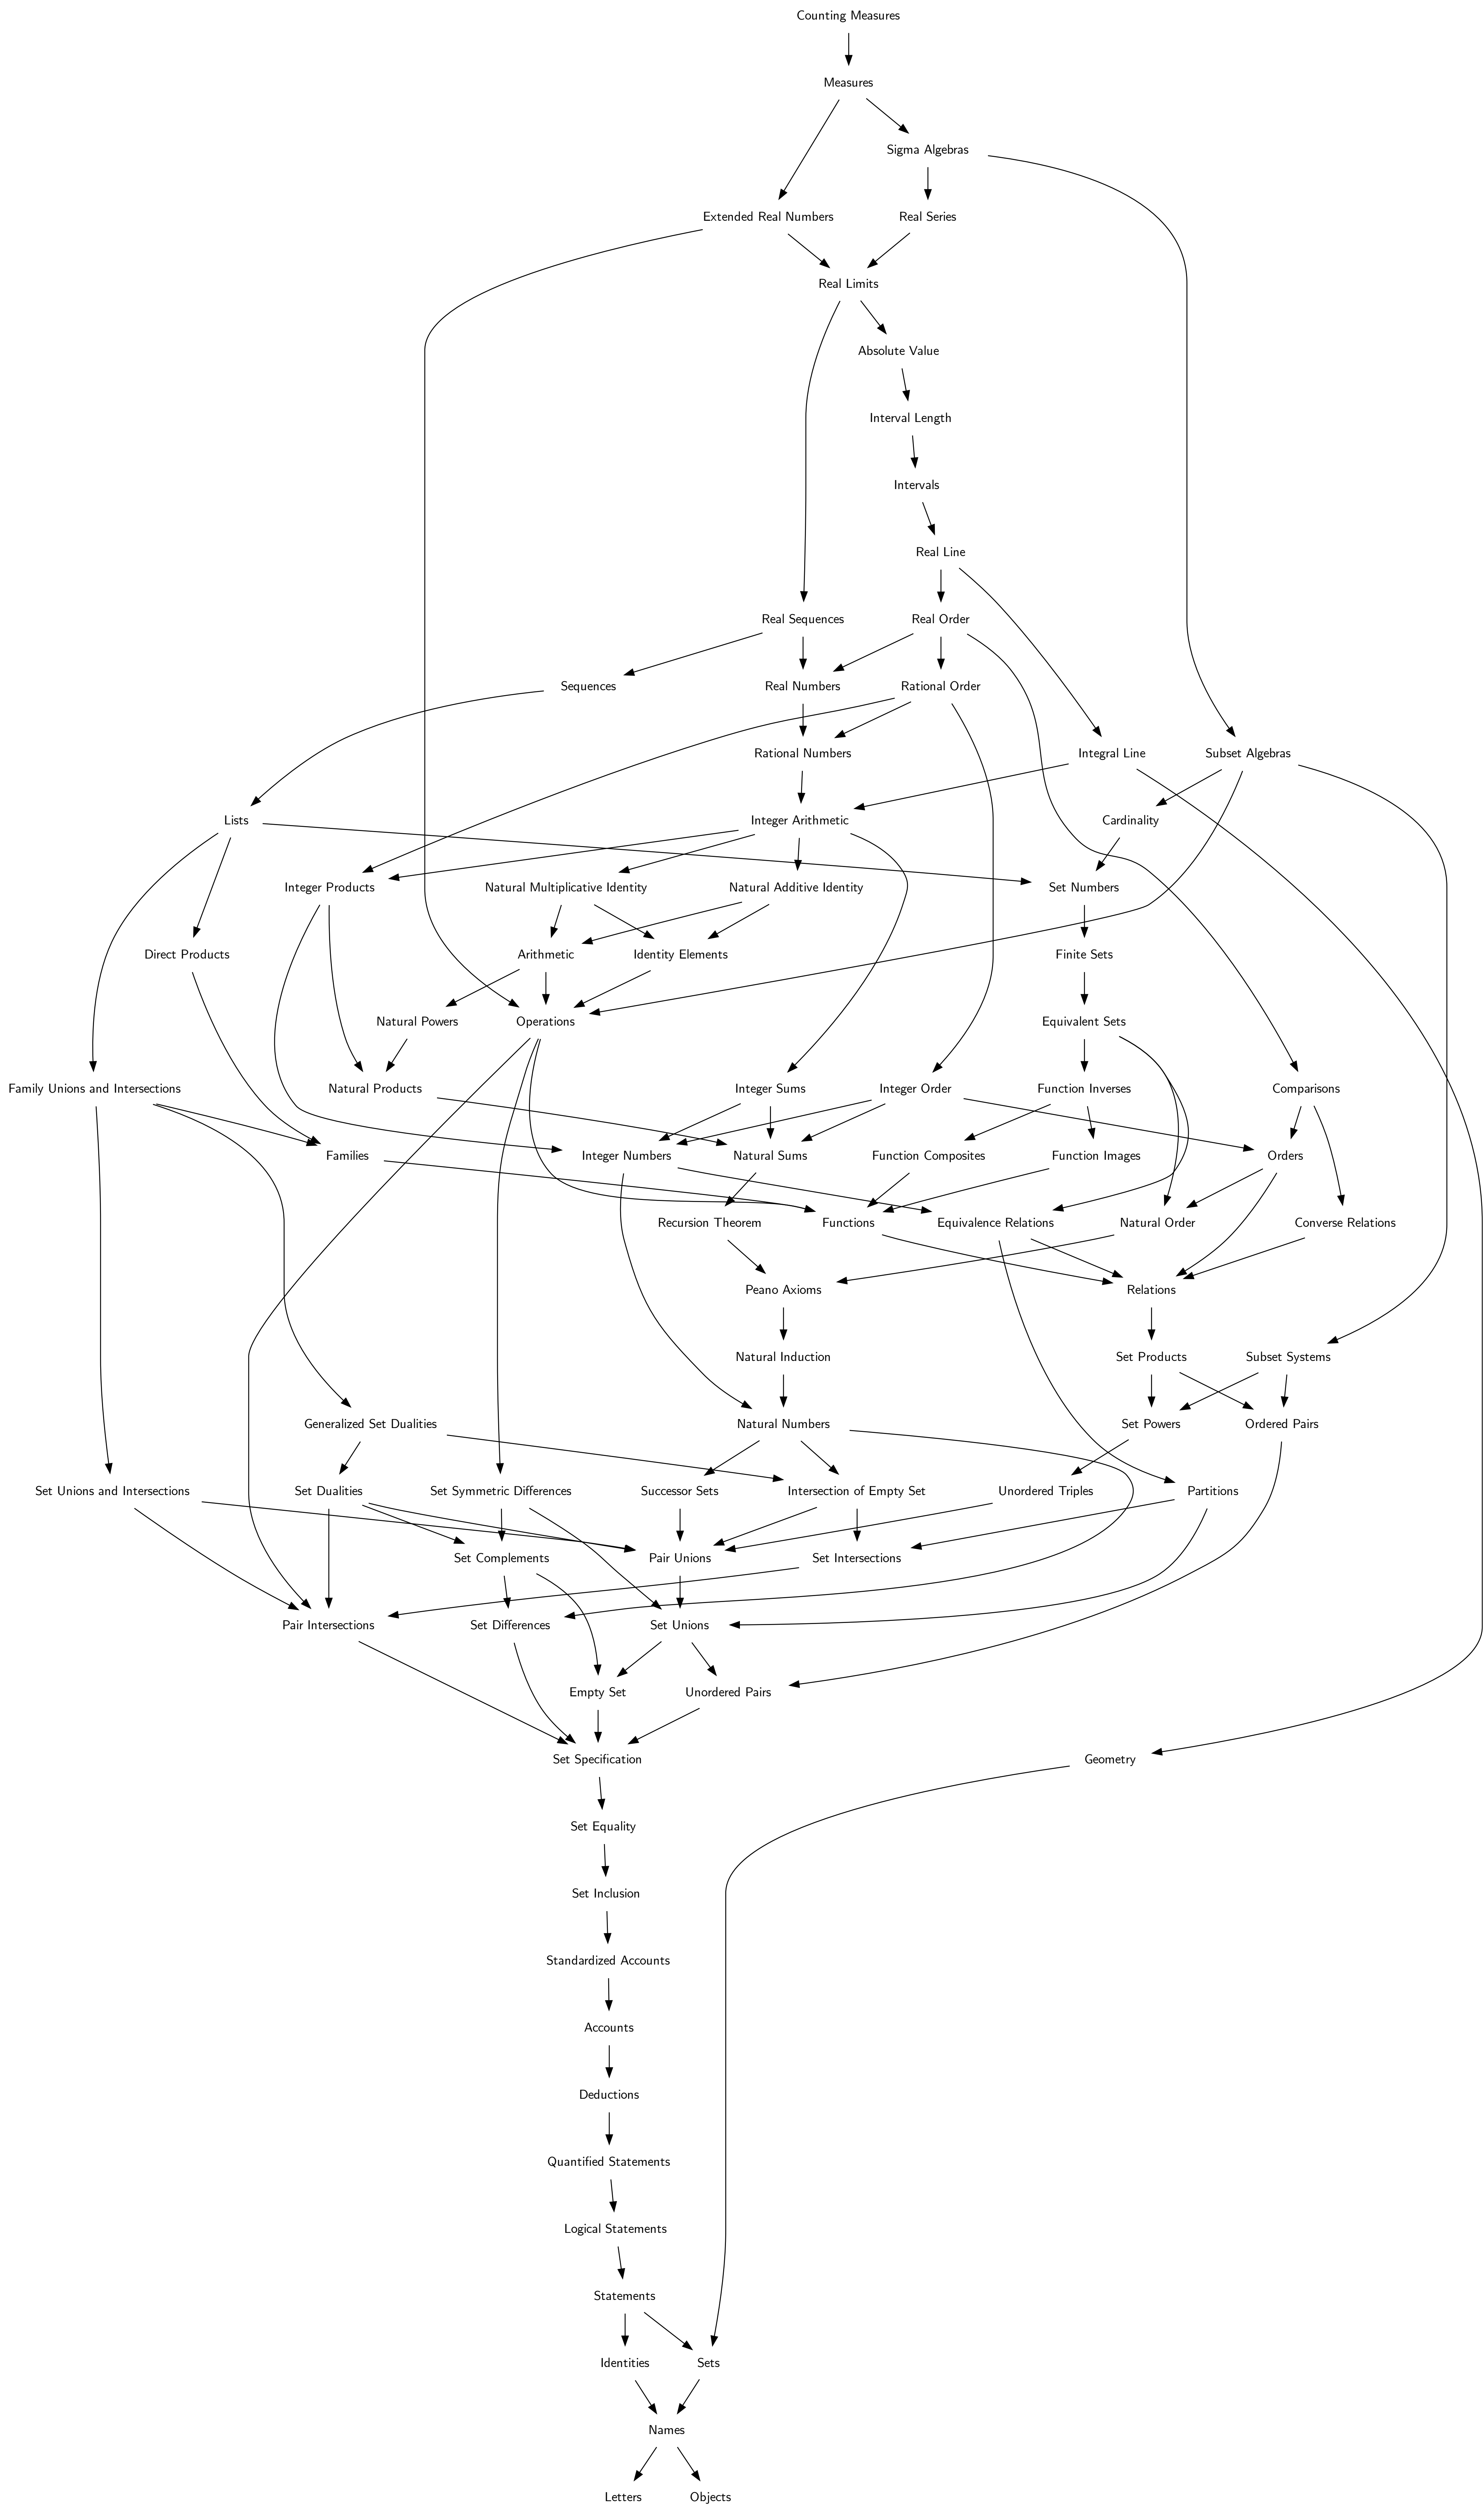 Counting Measures
Measures
Sigma Algebras
Extended Real Numbers
Real Series
Real Limits
Absolute Value
Interval Length
Intervals
Real Line
Real Sequences
Real Order
Sequences
Real Numbers
Rational Order
Rational Numbers
Integral Line
Subset Algebras
Lists
Integer Arithmetic
Cardinality
Integer Products
Natural Multiplicative Identity
Natural Additive Identity
Set Numbers
Direct Products
Arithmetic
Identity Elements
Finite Sets
Natural Powers
Operations
Equivalent Sets
Family Unions and Intersections
Natural Products
Integer Sums
Integer Order
Function Inverses
Comparisons
Families
Integer Numbers
Natural Sums
Function Composites
Function Images
Orders
Recursion Theorem
Functions
Equivalence Relations
Natural Order
Converse Relations
Peano Axioms
Relations
Natural Induction
Set Products
Subset Systems
Generalized Set Dualities
Natural Numbers
Set Powers
Ordered Pairs
Set Unions and Intersections
Set Dualities
Set Symmetric Differences
Successor Sets
Intersection of Empty Set
Unordered Triples
Partitions
Set Complements
Pair Unions
Set Intersections
Pair Intersections
Set Differences
Set Unions
Empty Set
Unordered Pairs
Set Specification
Geometry
Set Equality
Set Inclusion
Standardized Accounts
Accounts
Deductions
Quantified Statements
Logical Statements
Statements
Identities
Sets
Names
Letters
Objects